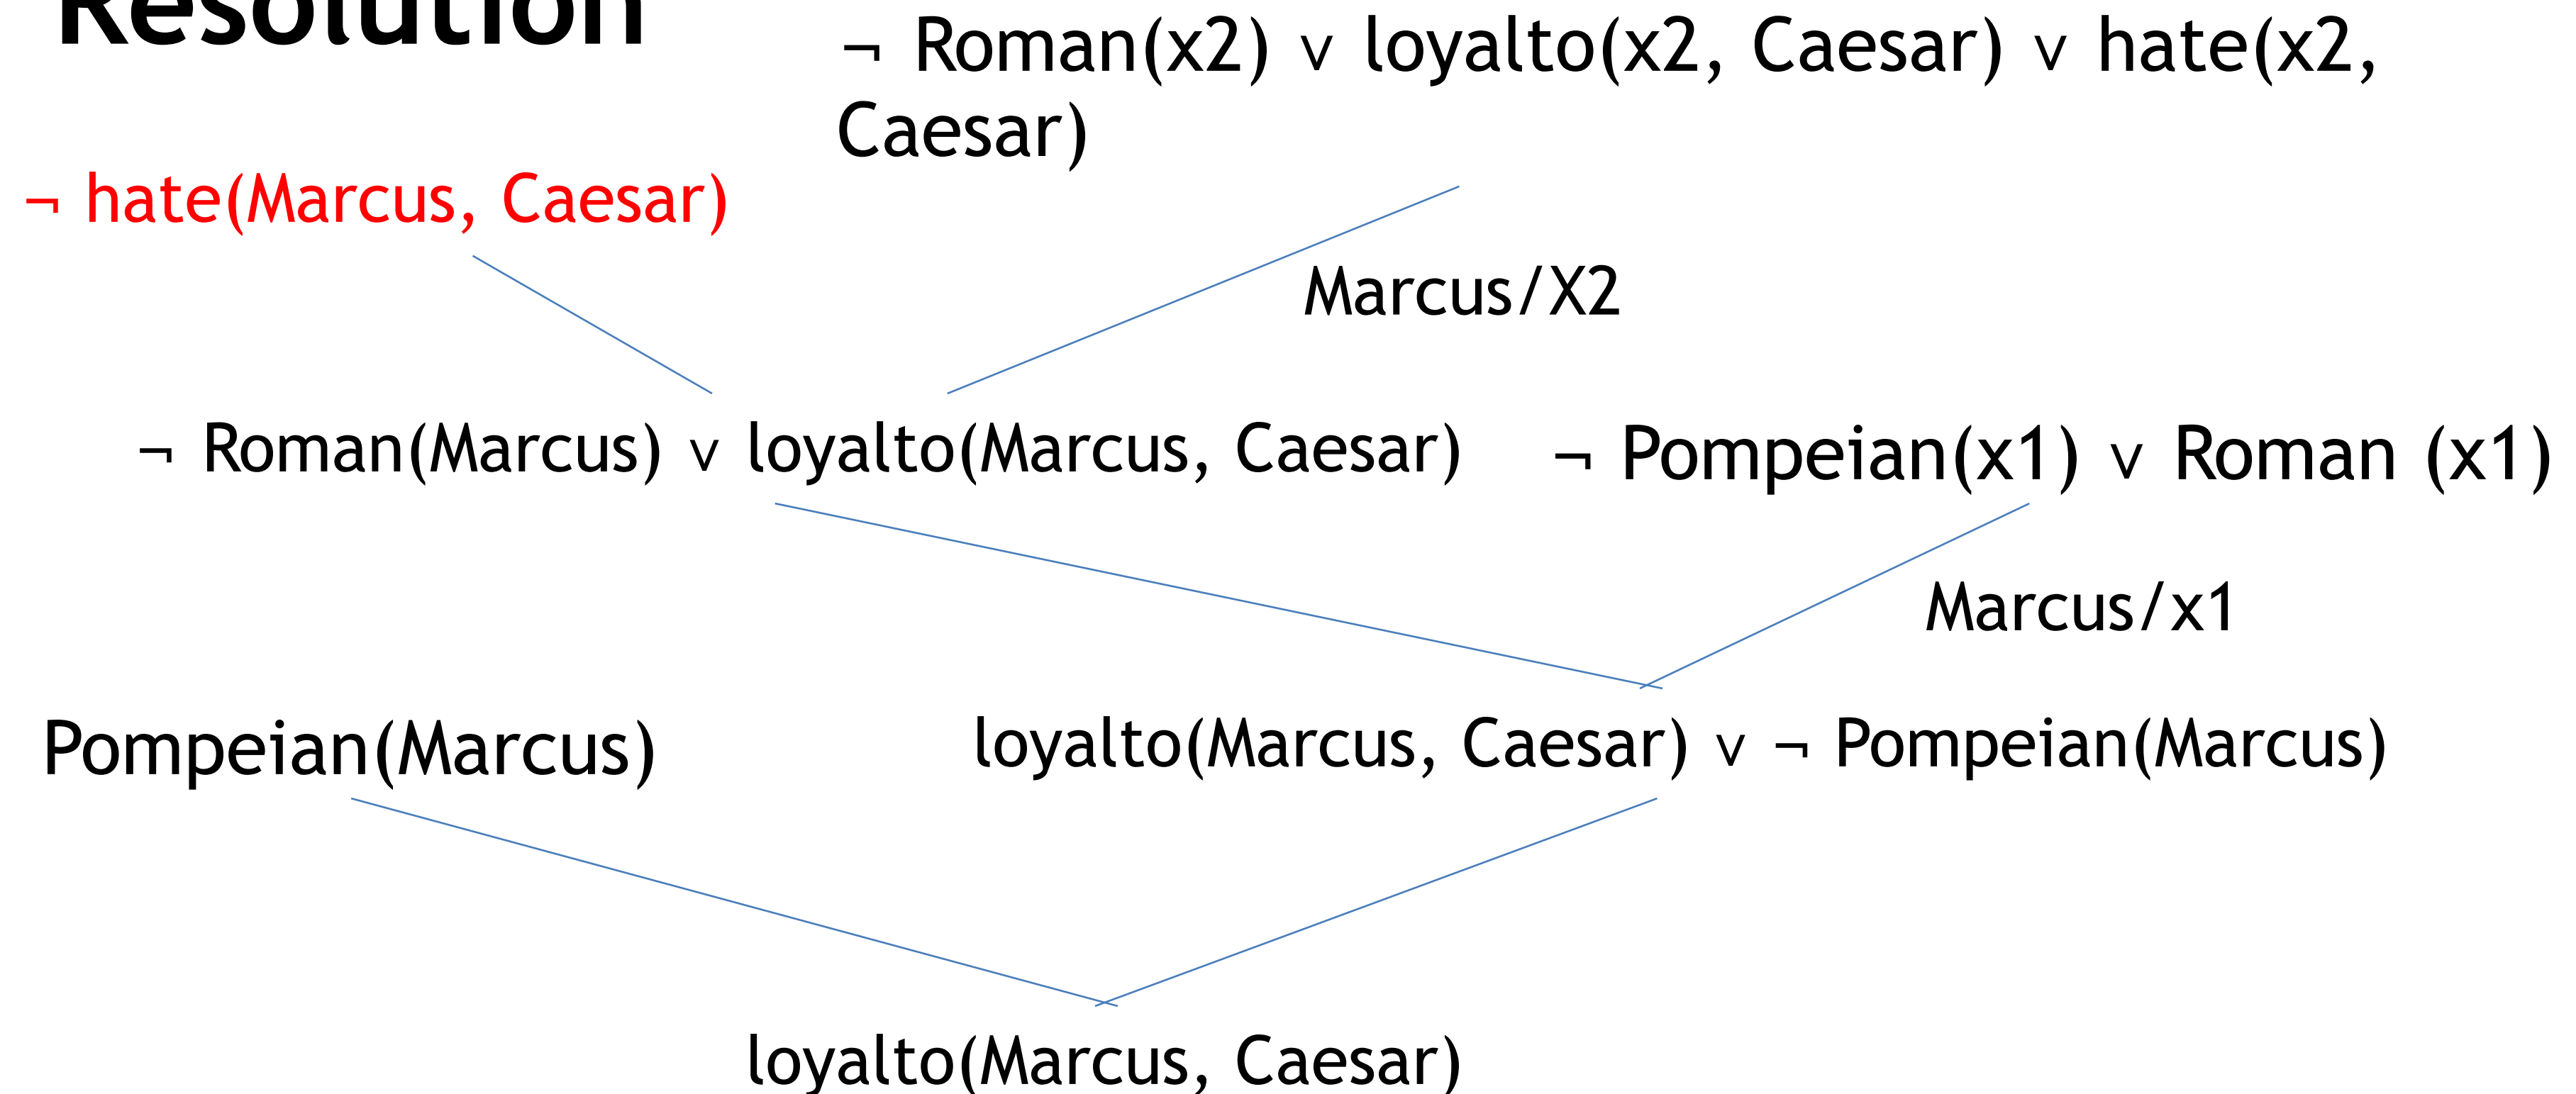 Resolution
¬ Roman(x2) ∨ loyalto(x2, Caesar) ∨ hate(x2,
Caesar)
¬ hate(Marcus, Caesar)
Marcus/X2
¬ Roman(Marcus) ∨ loyalto(Marcus, Caesar)
¬ Pompeian(x1) ∨ Roman (x1)
Marcus/x1
Pompeian(Marcus)
loyalto(Marcus, Caesar) ∨ ¬ Pompeian(Marcus)
loyalto(Marcus, Caesar)